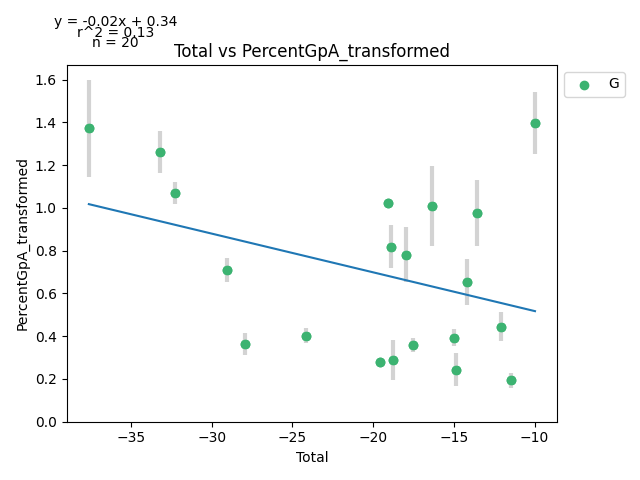 y = -0.02x + 0.34
r^2 = 0.13
n = 20
Total vs PercentGpA_transformed
G
PercentGpA_transformed
1.6
1.4
1.2
1.0
0.8
0.6
0.4
0.2
0.0
−35
−30
−25
−20
−15
−10
Total